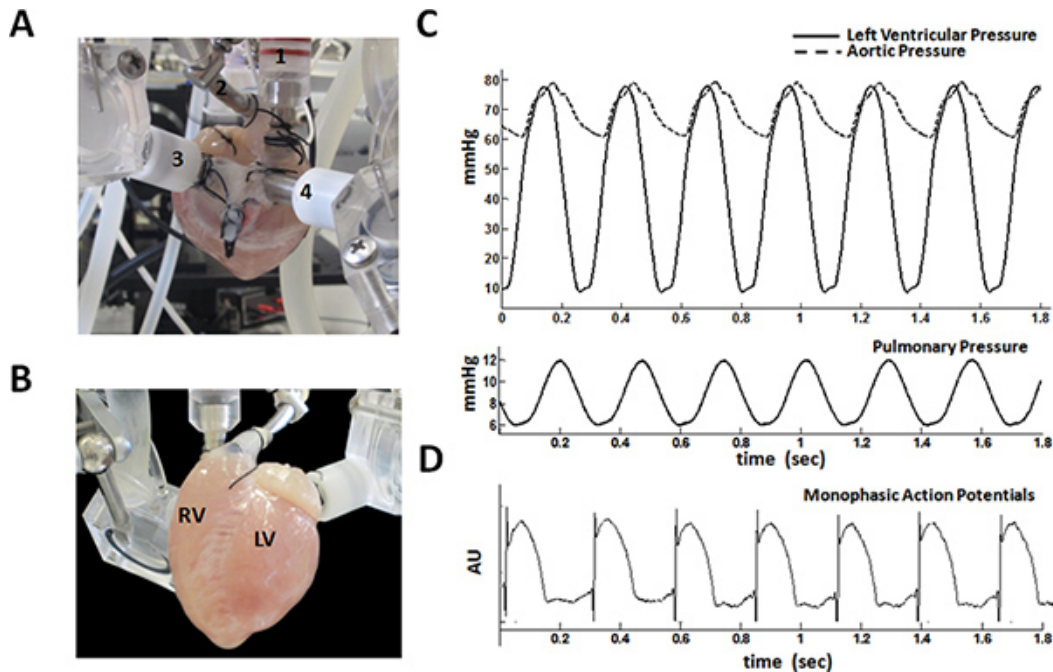 A
1
2
3
4
B
RV
LV
C
Left Ventricular Pressure
Aortic Pressure
mmHg
80
70
60
50
40
30
20
10
0
0.2
0.4
0.6
0.8
1
1.2
1.4
1.6
1.8
Pulmonary Pressure
mmHg
12
10
8
6
0.2
0.4
0.6
0.8
1
1.2
1.4
1.6
1.8
time (sec)
D
Monophasic Action Potentials
AU
0.2
0.4
0.6
0.8
1
1.2
1.4
1.6
1.8
time (sec)